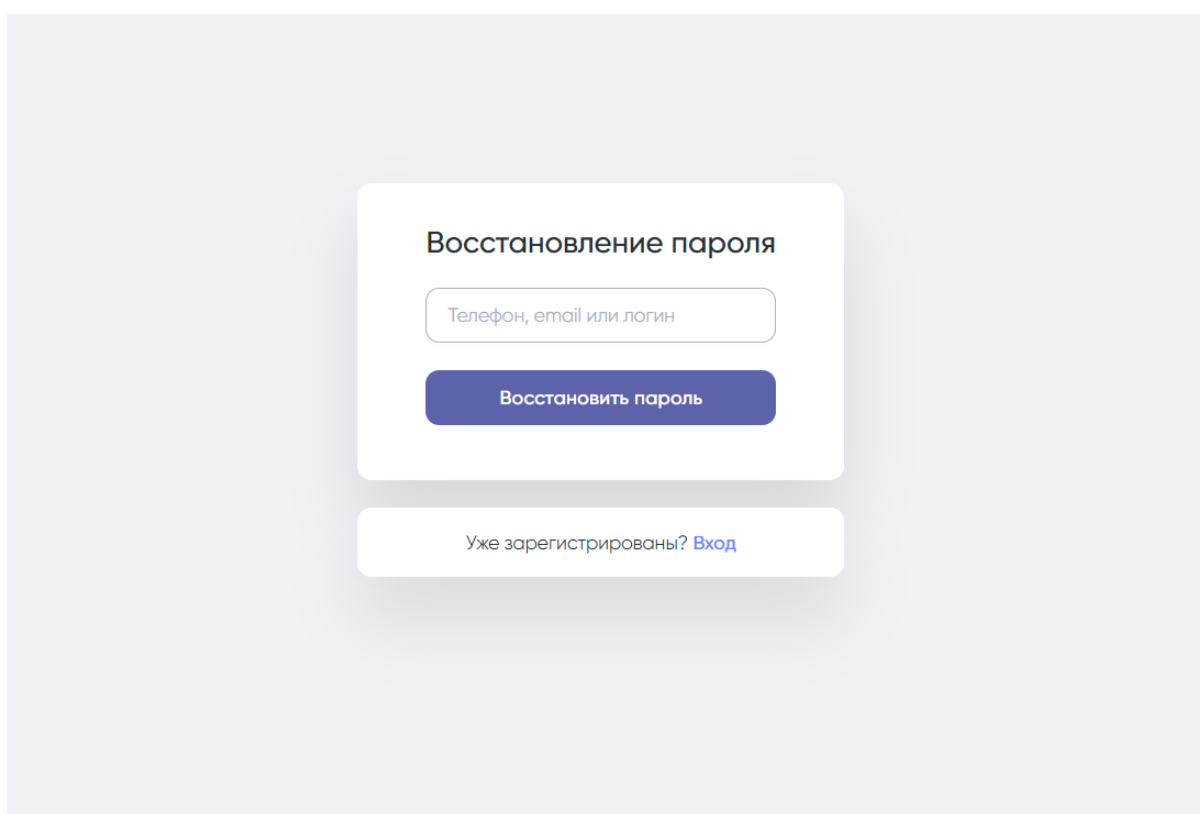 Восстановление пароля
Телефон, email или логин
Восстановить пароль
Уже зарегистрированы? Вход